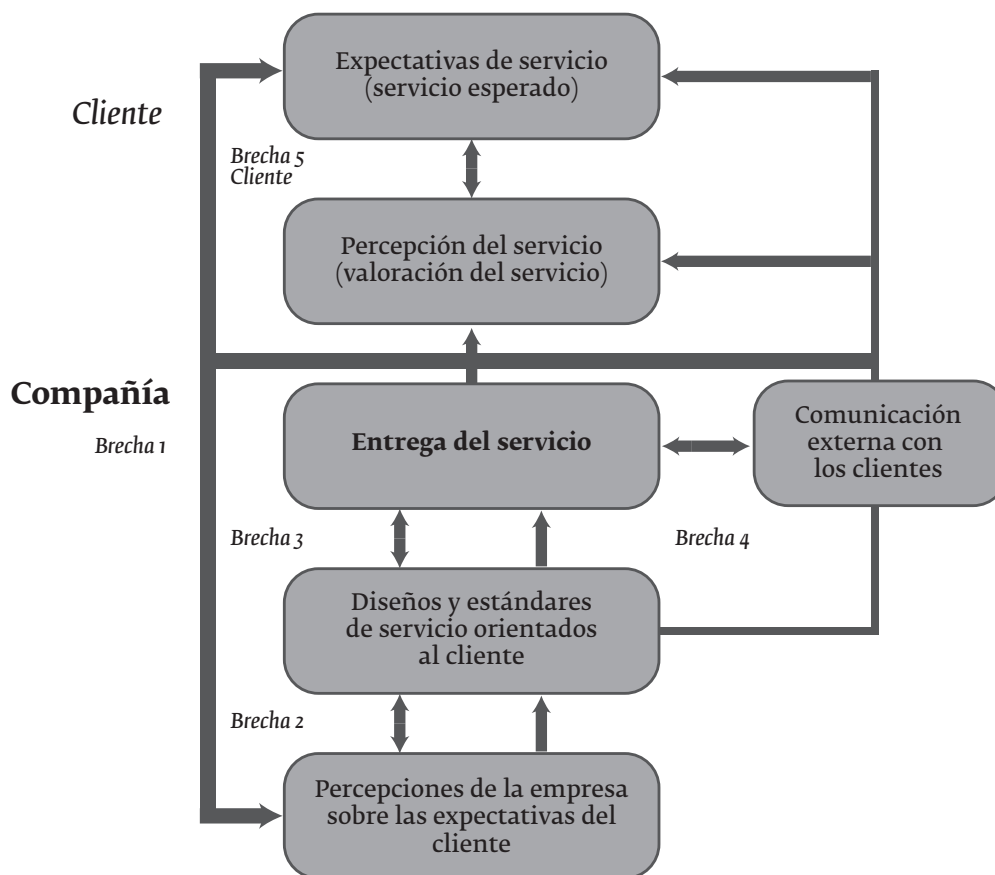 Expectativas de servicio
(servicio esperado)
Cliente
Brecha 5
Cliente
Percepción del servicio
(valoración del servicio)
Compañía
Brecha 1
Entrega del servicio
Comunicación
externa con
los clientes
Brecha 3
Brecha 4
Diseños y estándares
de servicio orientados
al cliente
Brecha 2
Percepciones de la empresa
sobre las expectativas del
cliente